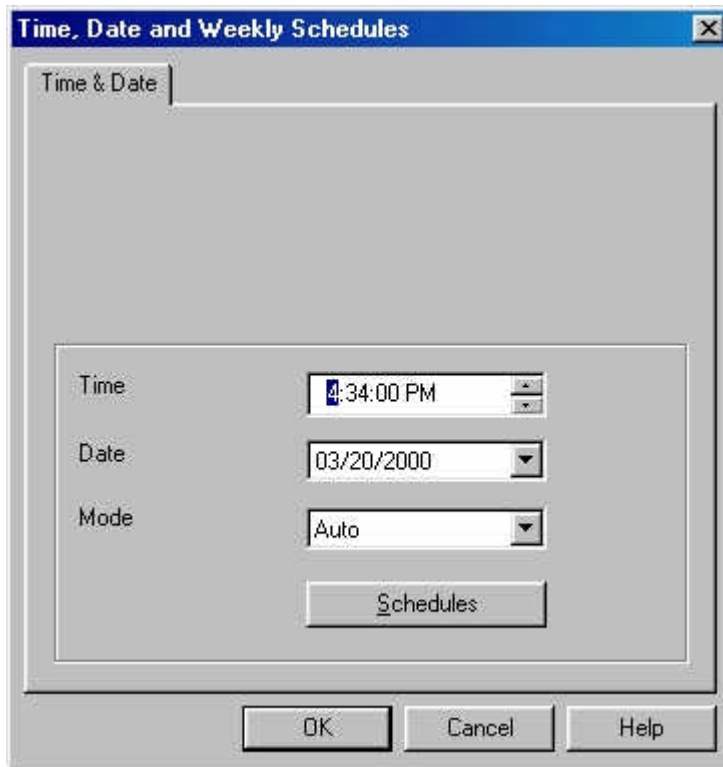 Time, Date and Weekly Schedules
Time & Date
Time 4:34:00 PM
Date 03/20/2000
Mode Auto
Schedules
OK Cancel Help